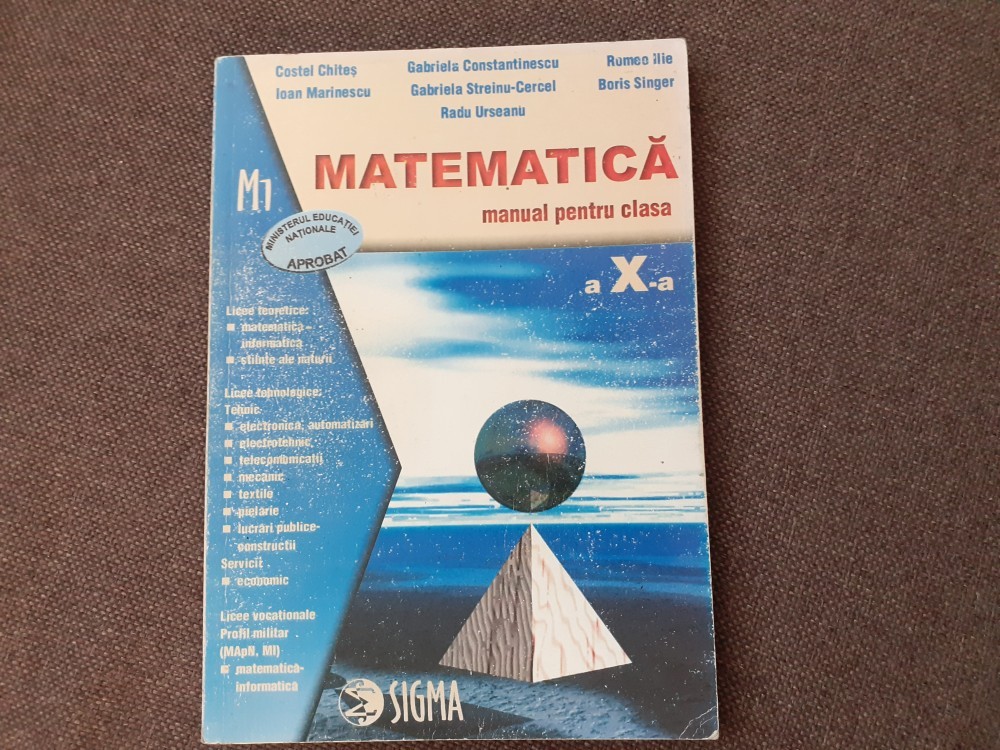 Costel Chiteș Gabriela Constantinescu Romeo Ilie
Ioan Marinescu Gabriela Streinu-Cercel Boris Singer
Radu Urseanu
M1
MATEMATICĂ
manual pentru clasa
a X-a
MINISTERUL EDUCAȚIEI
NAȚIONALE
APROBAT
Licee teoretice:
■ matematică-
informatică
■ științe ale naturii
Licee tehnologice:
Tehnic
■ electronică, automatizări
■ electrotehnic
■ telecomunicații
■ mecanic
■ textile
■ pielărie
■ lucrări publice-
construcții
Servicii
■ economic
Licee vocaționale
Profil militar
(MApN, MI)
■ matematică-
informatică
SIGMA